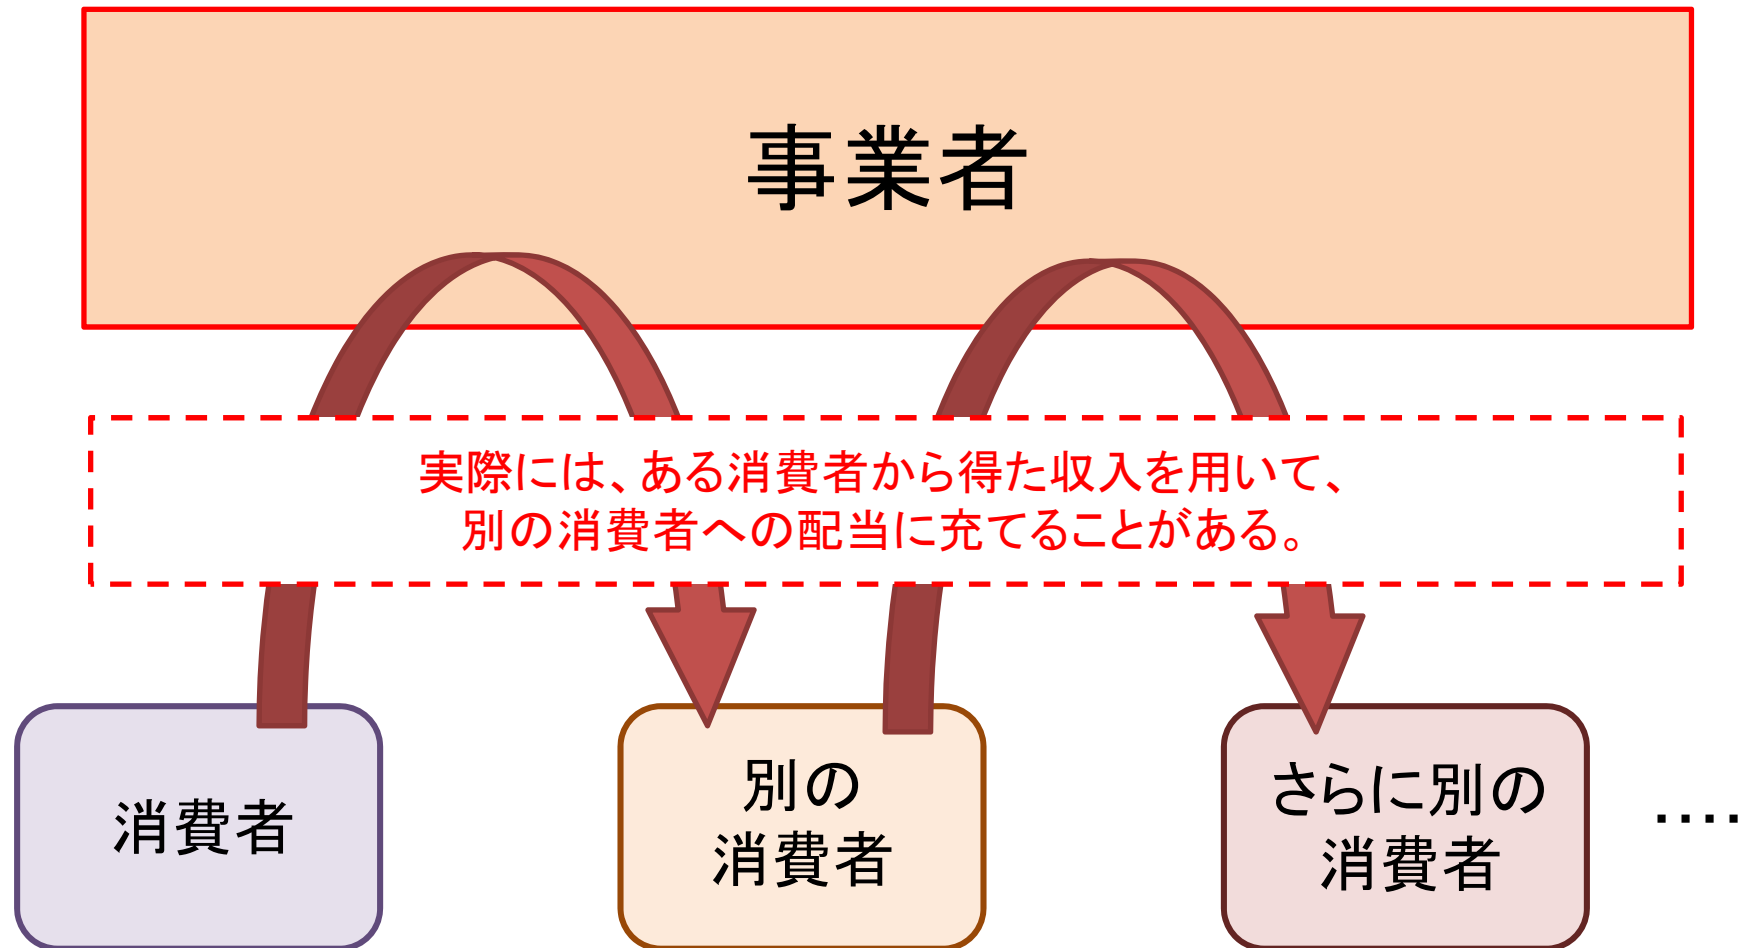 事業者
実際には、ある消費者から得た収入を用いて、
別の消費者への配当に充てることがある。
消費者
別の
消費者
さらに別の
消費者
‥‥